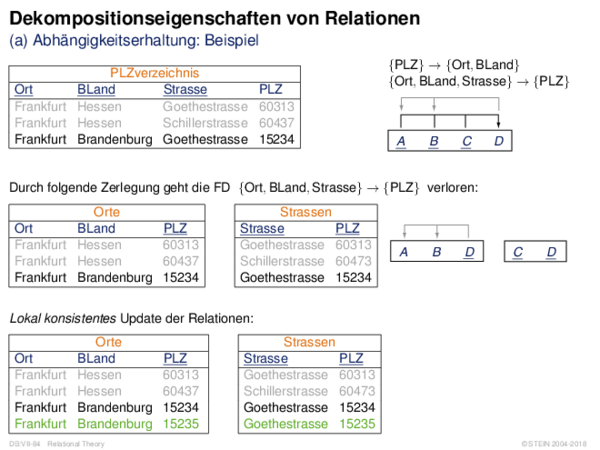 Dekompositionseigenschaften von Relationen
(a) Abhängigkeitserhaltung: Beispiel
PLZverzeichnis
Ort BLand Strasse PLZ
Frankfurt Hessen Goethestrasse 60313
Frankfurt Hessen Schillerstrasse 60437
Frankfurt Brandenburg Goethestrasse 15234
{PLZ} → {Ort, BLand}
{Ort, BLand, Strasse} → {PLZ}
A B C D
Durch folgende Zerlegung geht die FD {Ort, BLand, Strasse} → {PLZ} verloren:
Orte
Ort BLand PLZ
Frankfurt Hessen 60313
Frankfurt Hessen 60437
Frankfurt Brandenburg 15234
Strassen
Strasse PLZ
Goethestrasse 60313
Schillerstrasse 60473
Goethestrasse 15234
A B D
C D
Lokal konsistentes Update der Relationen:
Orte
Ort BLand PLZ
Frankfurt Hessen 60313
Frankfurt Hessen 60437
Frankfurt Brandenburg 15234
Frankfurt Brandenburg 15235
Strassen
Strasse PLZ
Goethestrasse 60313
Schillerstrasse 60473
Goethestrasse 15234
Goethestrasse 15235
DB:VII-84 Relational Theory
© STEIN 2004-2018